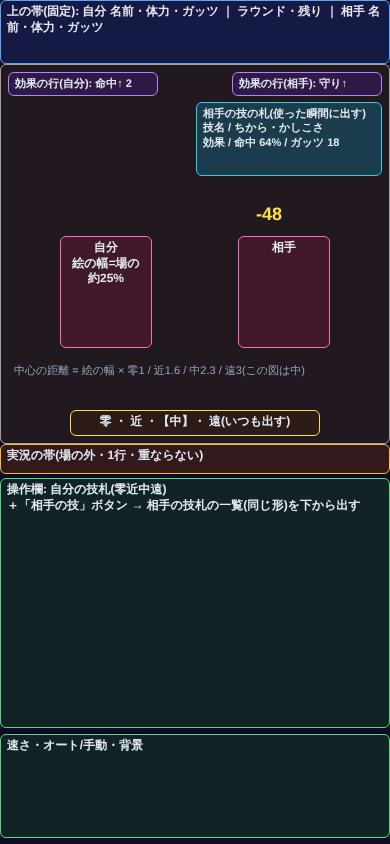 上の帯(固定): 自分 名前・体力・ガッツ ｜ ラウンド・残り ｜ 相手 名
前・体力・ガッツ
効果の行(自分): 命中↑ 2
効果の行(相手): 守り↑
相手の技の札(使った瞬間に出す)
技名 / ちから・かしこさ
効果 / 命中 64% / ガッツ 18
-48
自分
絵の幅=場の
約25%
相手
中心の距離 = 絵の幅 × 零1 / 近1.6 / 中2.3 / 遠3(この図は中)
零 ・ 近 ・【中】・ 遠(いつも出す)
実況の帯(場の外・1行・重ならない)
操作欄: 自分の技札(零近中遠)
＋「相手の技」ボタン → 相手の技札の一覧(同じ形)を下から出す
速さ・オート/手動・背景